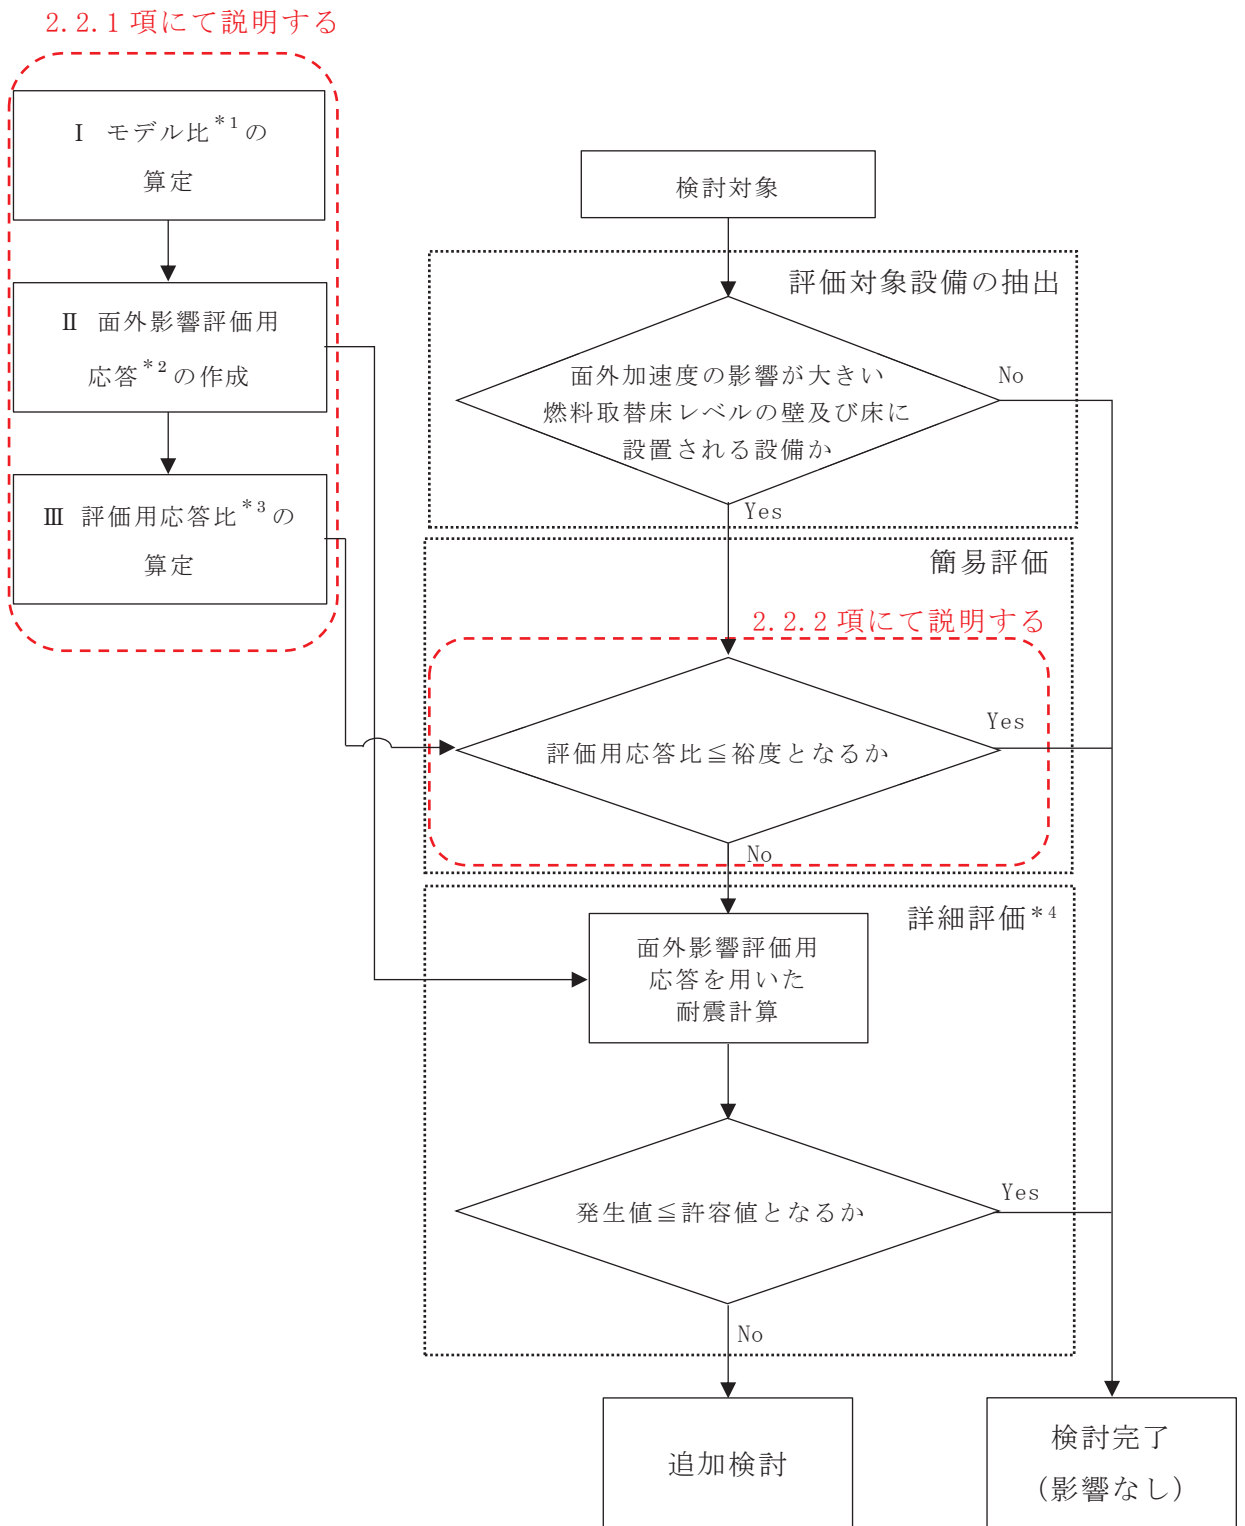 2.2.1 項にて説明する
Ⅰ モデル比*1の
算定
Ⅱ 面外影響評価用
応答*2の作成
Ⅲ 評価用応答比*3の
算定
検討対象
評価対象設備の抽出
面外加速度の影響が大きい
燃料取替床レベルの壁及び床に
設置される設備か
No
Yes
簡易評価
2.2.2 項にて説明する
評価用応答比≦裕度となるか
Yes
No
詳細評価*4
面外影響評価用
応答を用いた
耐震計算
発生値≦許容値となるか
Yes
No
追加検討
検討完了
(影響なし)